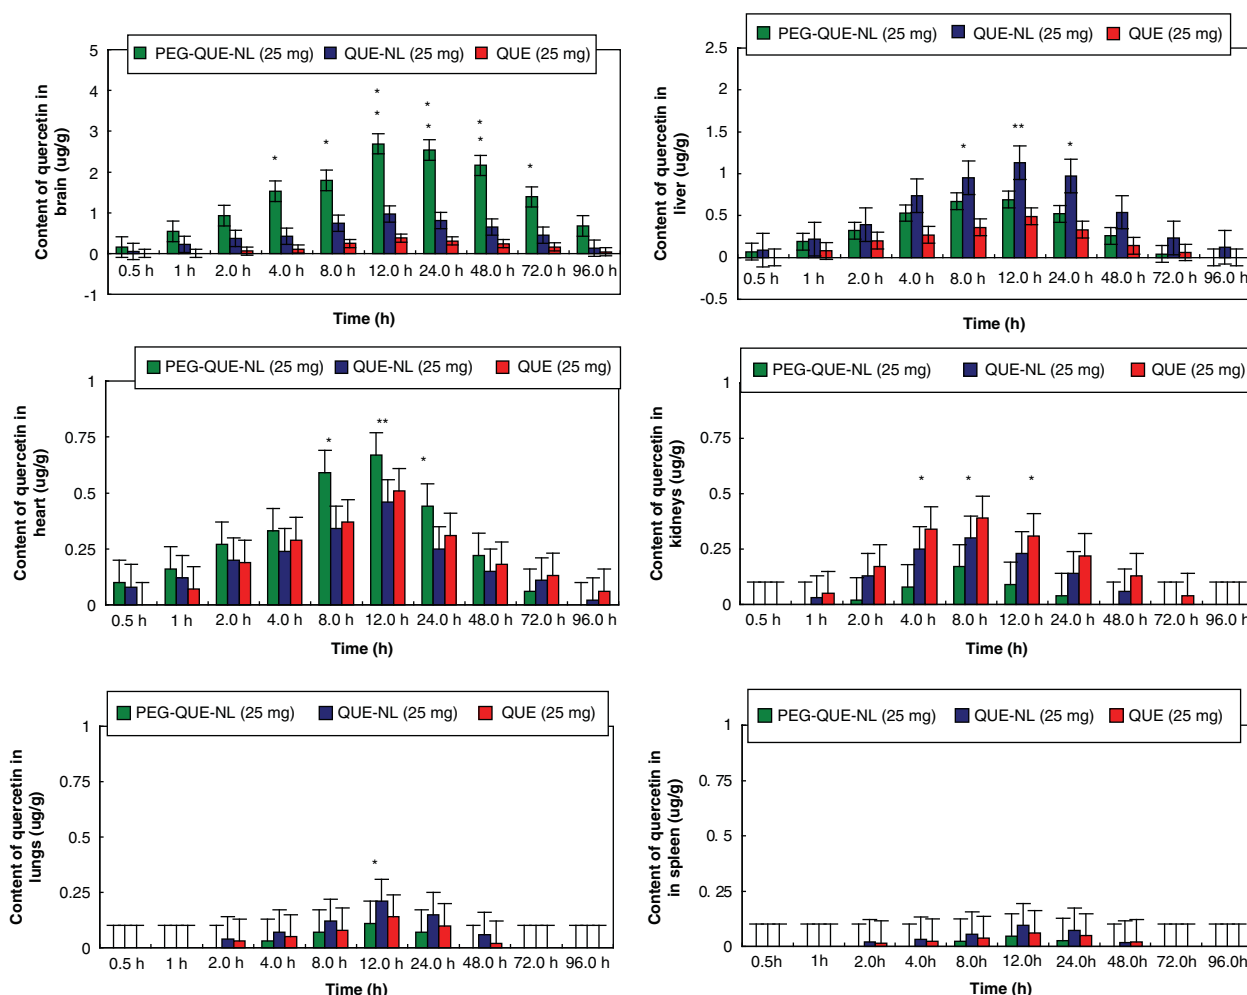 PEG-QUE-NL (25 mg) QUE-NL (25 mg) QUE (25 mg)
Content of quercetin in
brain (ug/g)
5
4
3
2
1
0
-1
* * * * * * * * * *
0.5 h 1 h 2.0 h 4.0 h 8.0 h 12.0 h 24.0 h 48.0 h 72.0 h 96.0 h
Time (h)
PEG-QUE-NL (25 mg) QUE-NL (25 mg) QUE (25 mg)
Content of quercetin in
liver (ug/g)
2.5
2
1.5
1
0.5
0
-0.5
* ** *
0.5 h 1 h 2.0 h 4.0 h 8.0 h 12.0 h 24.0 h 48.0 h 72.0 h 96.0 h
Time (h)
PEG-QUE-NL (25 mg) QUE-NL (25 mg) QUE (25 mg)
Content of quercetin in
heart (ug/g)
1
0.75
0.5
0.25
0
* ** *
0.5 h 1 h 2.0 h 4.0 h 8.0 h 12.0 h 24.0 h 48.0 h 72.0 h 96.0 h
Time (h)
PEG-QUE-NL (25 mg) QUE-NL (25 mg) QUE (25 mg)
Content of quercetin in
kidneys (ug/g)
1
0.75
0.5
0.25
0
* * *
0.5 h 1 h 2.0 h 4.0 h 8.0 h 12.0 h 24.0 h 48.0 h 72.0 h 96.0 h
Time (h)
PEG-QUE-NL (25 mg) QUE-NL (25 mg) QUE (25 mg)
Content of quercetin in
lungs (ug/g)
1
0.75
0.5
0.25
0
*
0.5 h 1 h 2.0 h 4.0 h 8.0 h 12.0 h 24.0 h 48.0 h 72.0 h 96.0 h
Time (h)
PEG-QUE-NL (25 mg) QUE-NL (25 mg) QUE (25 mg)
Content of quercetin in
in spleen (ug/g)
1
0.75
0.5
0.25
0
0.5h 1h 2.0h 4.0h 8.0h 12.0h 24.0h 48.0h 72.0h 96.0h
Time (h)